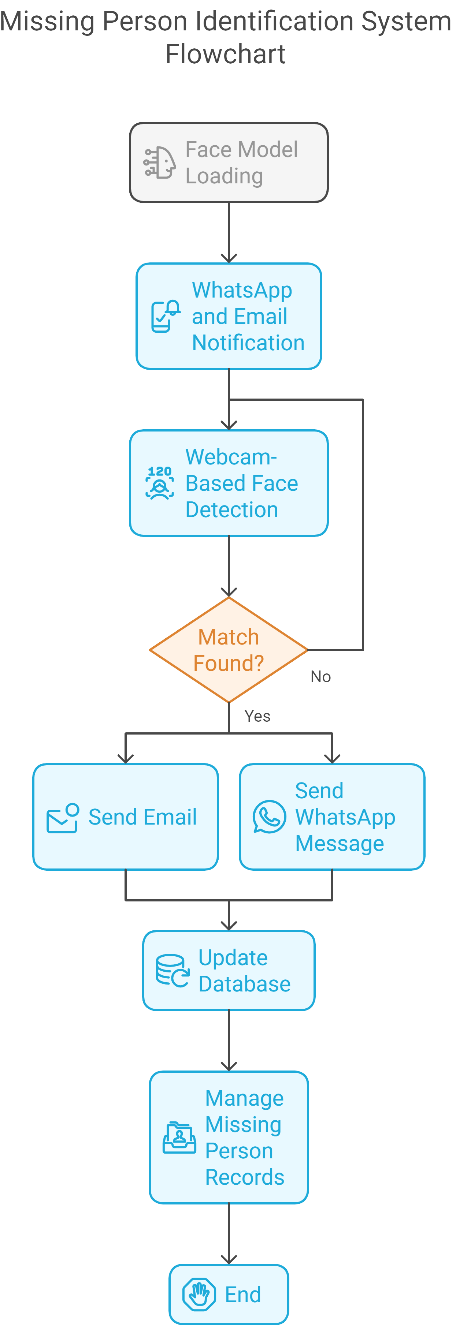 Missing Person Identification System
Flowchart
Face Model
Loading
WhatsApp
and Email
Notification
120
Webcam-
Based Face
Detection
Match
Found?
No
Yes
Send Email
Send
WhatsApp
Message
Update
Database
Manage
Missing
Person
Records
End